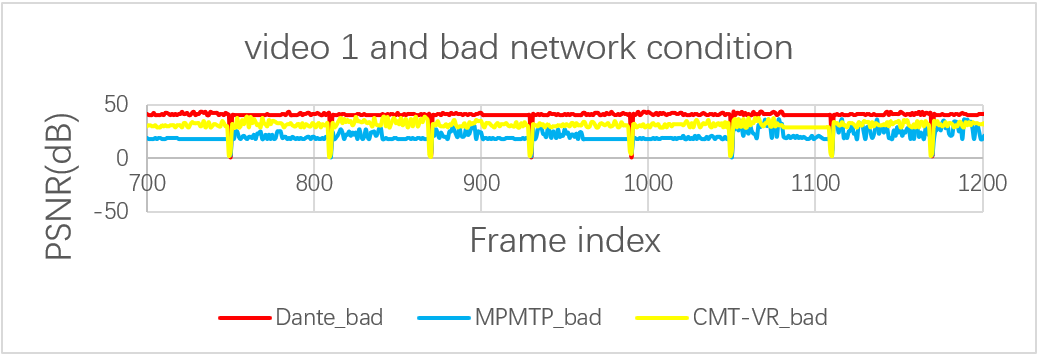 video 1 and bad network condition
50
0
-50
700
800
900
1000
1100
1200
PSNR(dB)
Frame index
Dante_bad
MPMTP_bad
CMT-VR_bad